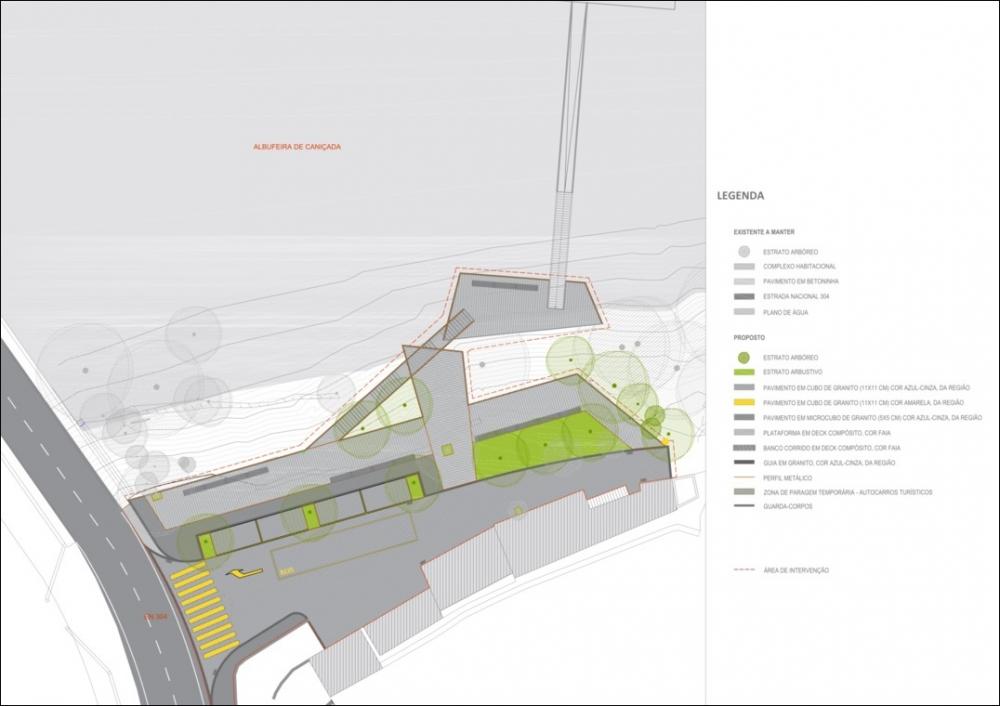 ALBUFEIRA DE CANIÇADA
BUS
EN 304
LEGENDA
EXISTENTE A MANTER
ESTRATO ARBÓREO
COMPLEXO HABITACIONAL
PAVIMENTO EM BETONINHA
ESTRADA NACIONAL 304
PLANO DE ÁGUA
PROPOSTO
ESTRATO ARBÓREO
ESTRATO ARBUSTIVO
PAVIMENTO EM CUBO DE GRANITO (11X11 CM) COR AZUL-CINZA, DA REGIÃO
PAVIMENTO EM CUBO DE GRANITO (11X11 CM) COR AMARELA, DA REGIÃO
PAVIMENTO EM MICROCUBO DE GRANITO (5X5 CM) COR AZUL-CINZA, DA REGIÃO
PLATAFORMA EM DECK COMPÓSITO, COR FAIA
BANCO CORRIDO EM DECK COMPÓSITO, COR FAIA
GUIA EM GRANITO, COR AZUL-CINZA, DA REGIÃO
PERFIL METÁLICO
ZONA DE PARAGEM TEMPORÁRIA - AUTOCARROS TURÍSTICOS
GUARDA-CORPOS
ÁREA DE INTERVENÇÃO